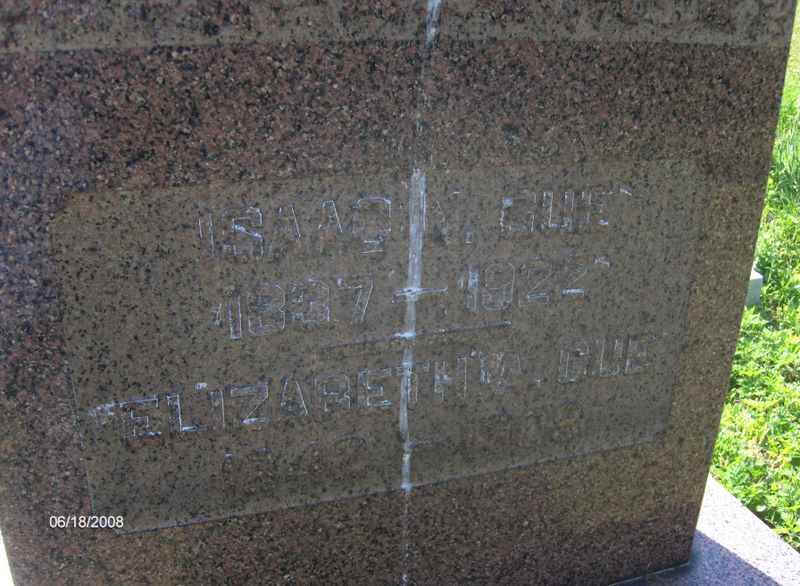 ISAAC N. GUE
1837 – 1922
ELIZABETH M. GUE
06/18/2008